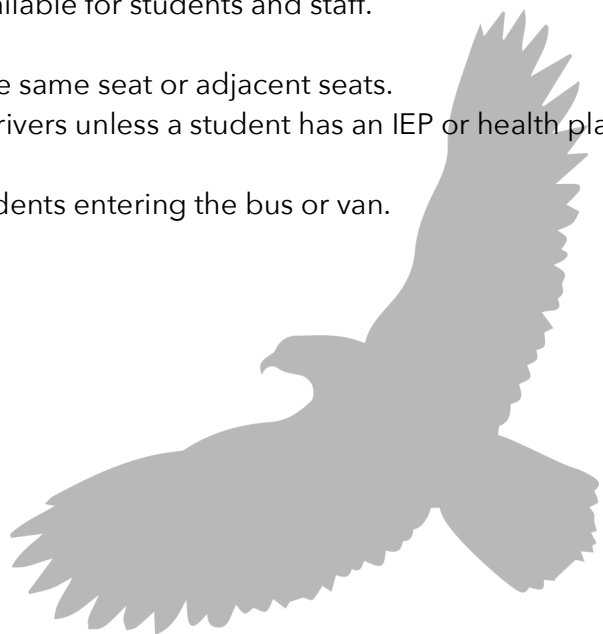 ailable for students and staff.
e same seat or adjacent seats.
rivers unless a student has an IEP or health pla
dents entering the bus or van.